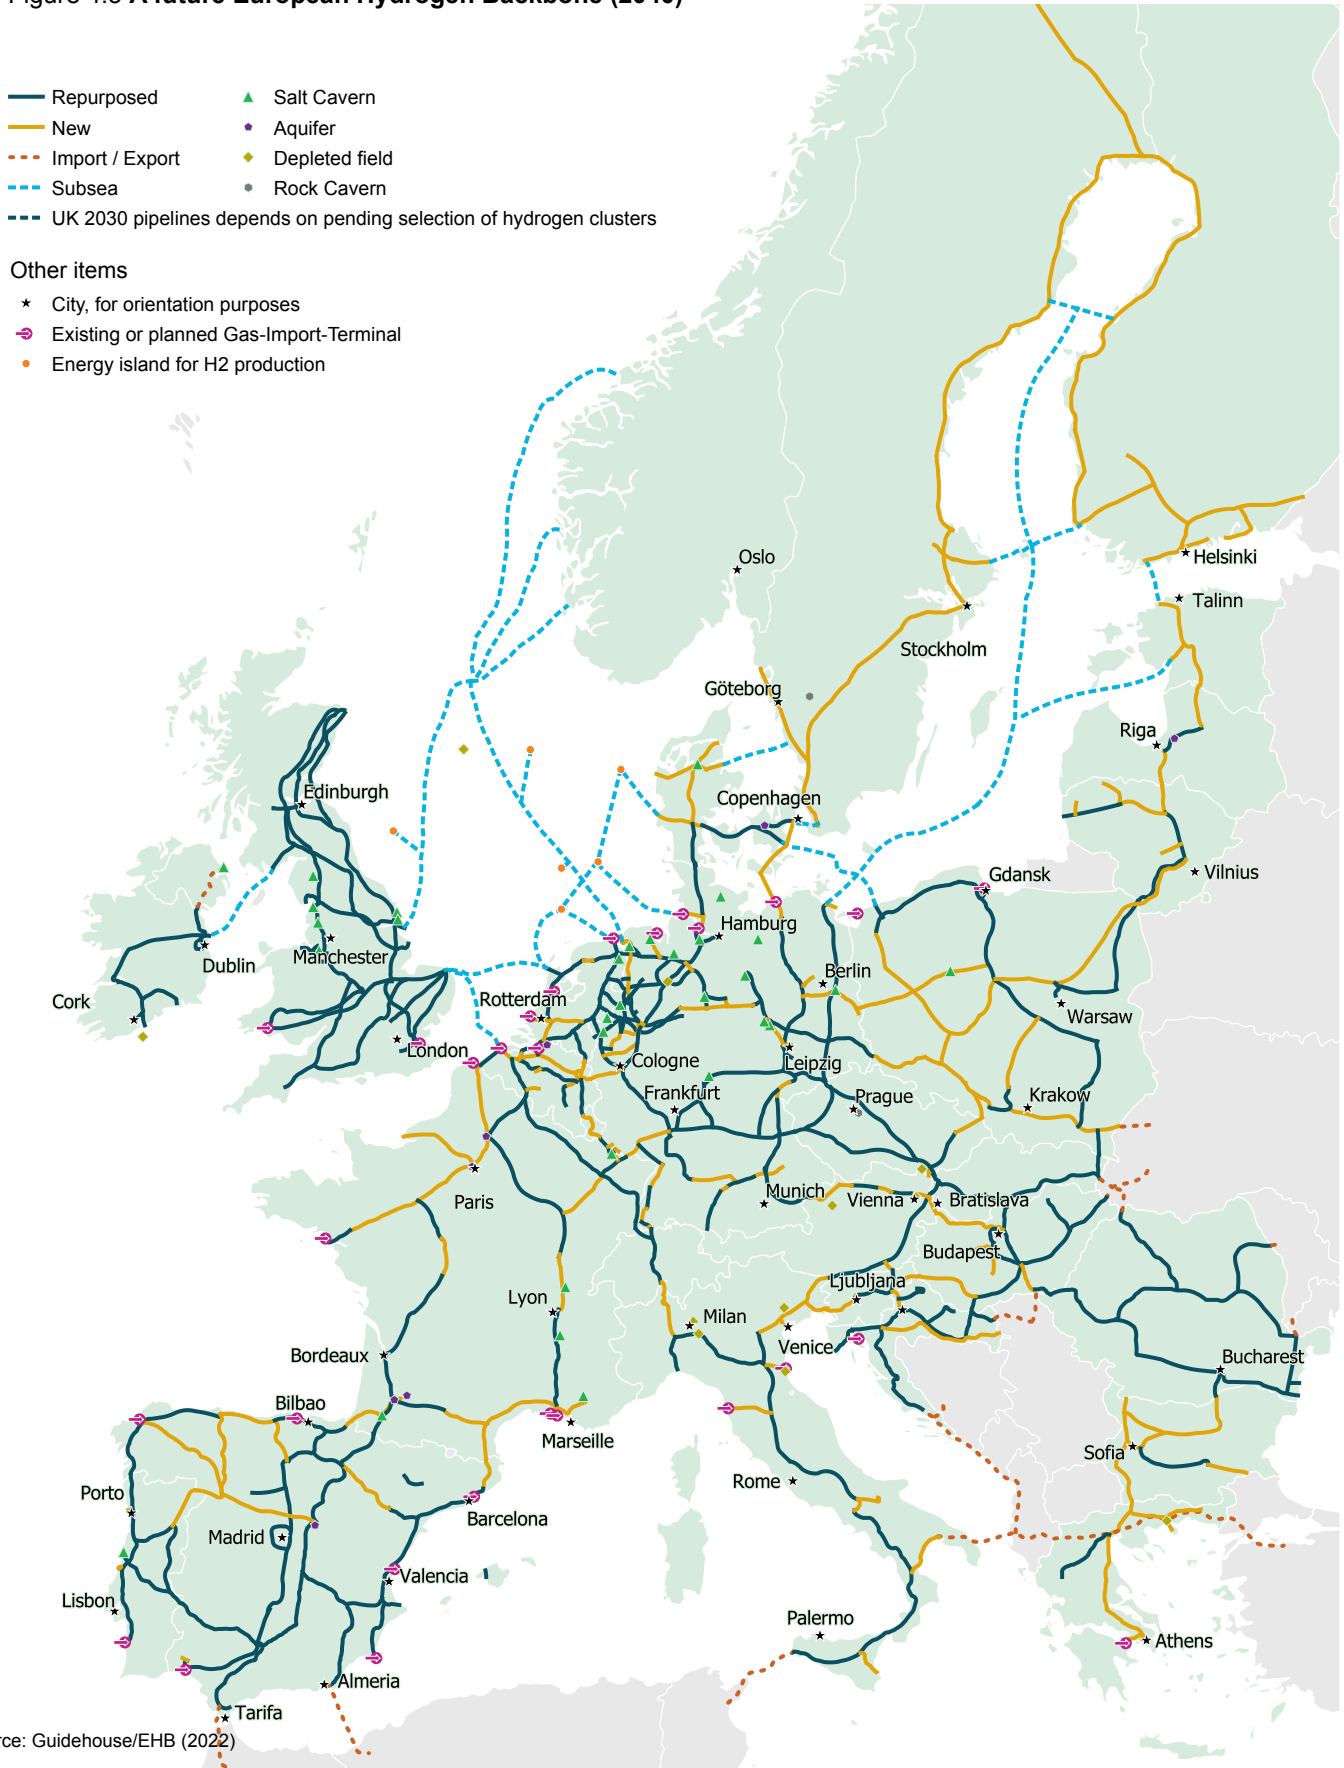 Repurposed
New
Import / Export
Subsea
UK 2030 pipelines depends on pending selection of hydrogen clusters
Salt Cavern
Aquifer
Depleted field
Rock Cavern
Other items
City, for orientation purposes
Existing or planned Gas-Import-Terminal
Energy island for H2 production
Oslo
Helsinki
Talinn
Stockholm
Göteborg
Riga
Edinburgh
Copenhagen
Vilnius
Gdansk
Hamburg
Manchester
Dublin
Berlin
Cork
Rotterdam
Warsaw
London
Cologne
Leipzig
Frankfurt
Prague
Krakow
Paris
Munich
Vienna
Bratislava
Budapest
Ljubljana
Lyon
Milan
Venice
Bordeaux
Bucharest
Bilbao
Marseille
Sofia
Rome
Porto
Barcelona
Madrid
Valencia
Lisbon
Palermo
Athens
Almeria
Tarifa
rce: Guidehouse/EHB (2022)